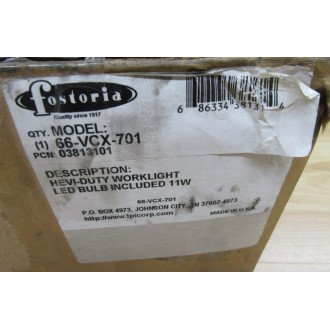 fostoria
Quality since 1917
QTY. MODEL:
(1) 66-VCX-701
PCN: 03813101
DESCRIPTION:
HEVI-DUTY WORKLIGHT
LED BULB INCLUDED 11W
66-VCX-701
P.O. BOX 4973, JOHNSON CITY, TN 37602-4973
http://www.tpicorp.com
MADE IN U.S.A.